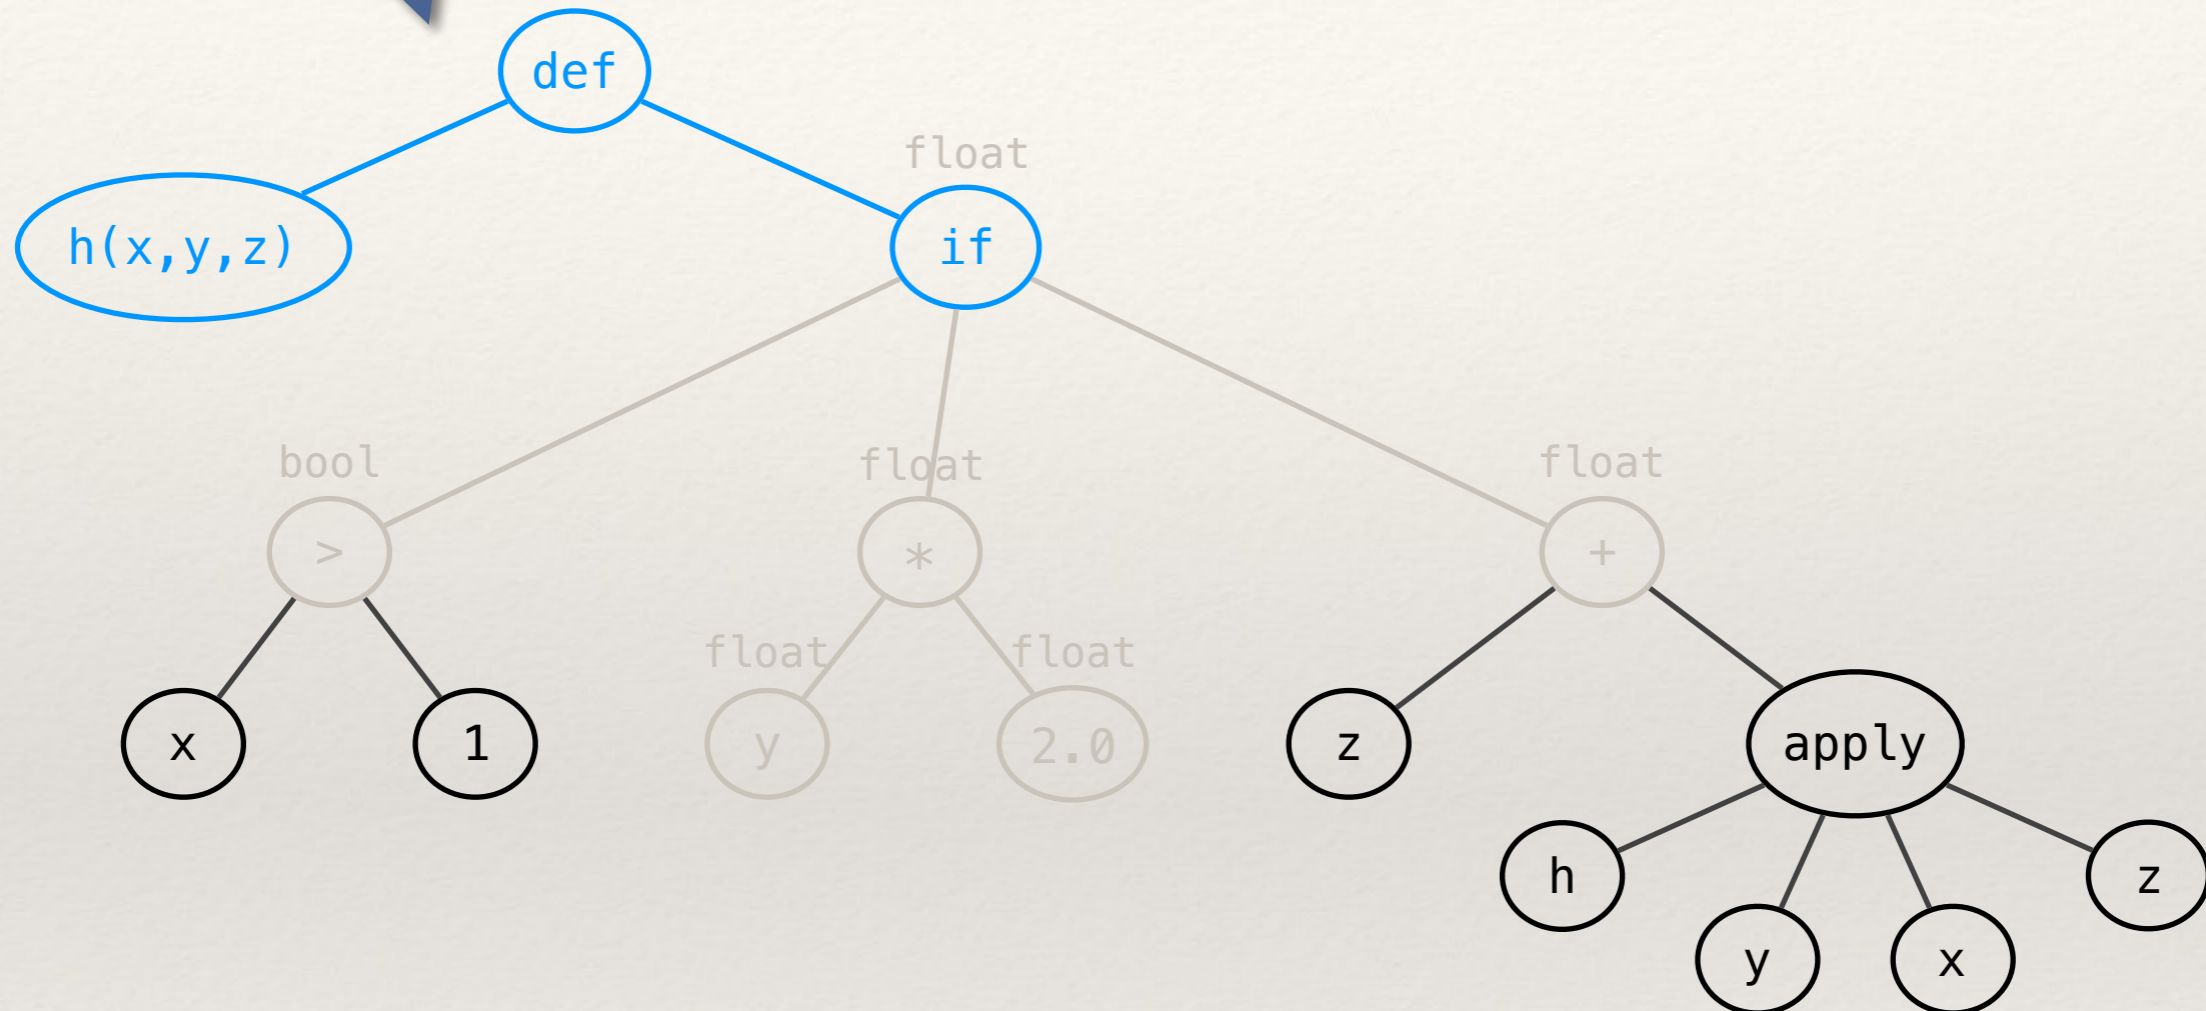 def
float
h(x,y,z)
if
bool
float
float
>
*
+
float
float
x
1
y
2.0
z
apply
h
z
y
x